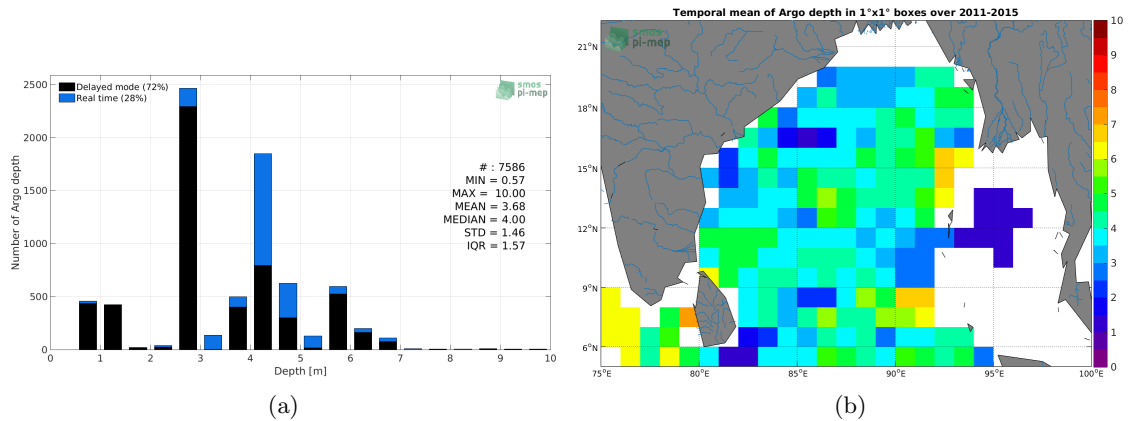 Temporal mean of Argo depth in 1°x1° boxes over 2011-2015
2500
2000
1500
1000
500
0
Number of Argo depth
Delayed mode (72%)
Real time (28%)
smos
pi-mep
# : 7586
MIN = 0.57
MAX = 10.00
MEAN = 3.68
MEDIAN = 4.00
STD = 1.46
IQR = 1.57
0 1 2 3 4 5 6 7 8 9 10
Depth [m]
(a)
smos
pi-mep
21°N
18°N
15°N
12°N
9°N
6°N
75°E 80°E 85°E 90°E 95°E 100°E
10
9
8
7
6
5
4
3
2
1
0
(b)